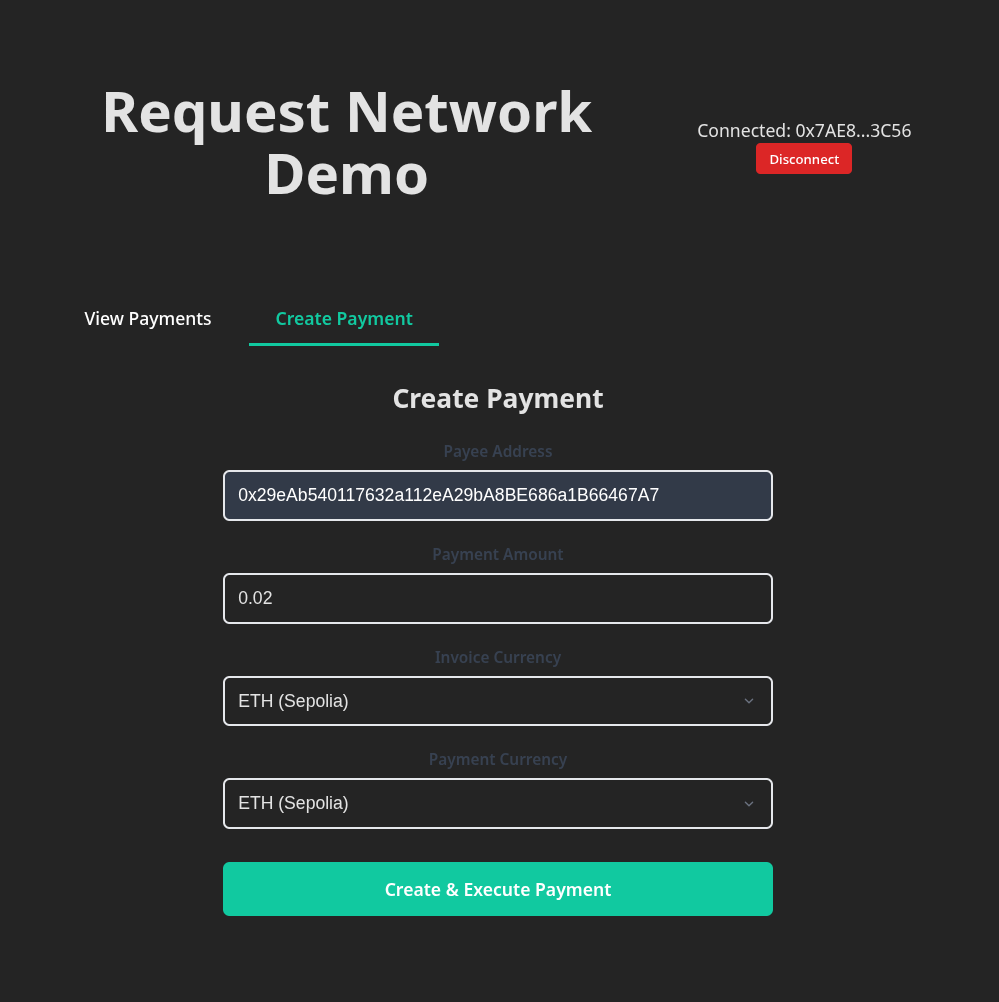 Request Network
Demo
Connected: 0x7AE8...3C56
Disconnect
View Payments
Create Payment
Create Payment
Payee Address
0x29eAb540117632a112eA29bA8BE686a1B66467A7
Payment Amount
0.02
Invoice Currency
ETH (Sepolia)
Payment Currency
ETH (Sepolia)
Create & Execute Payment